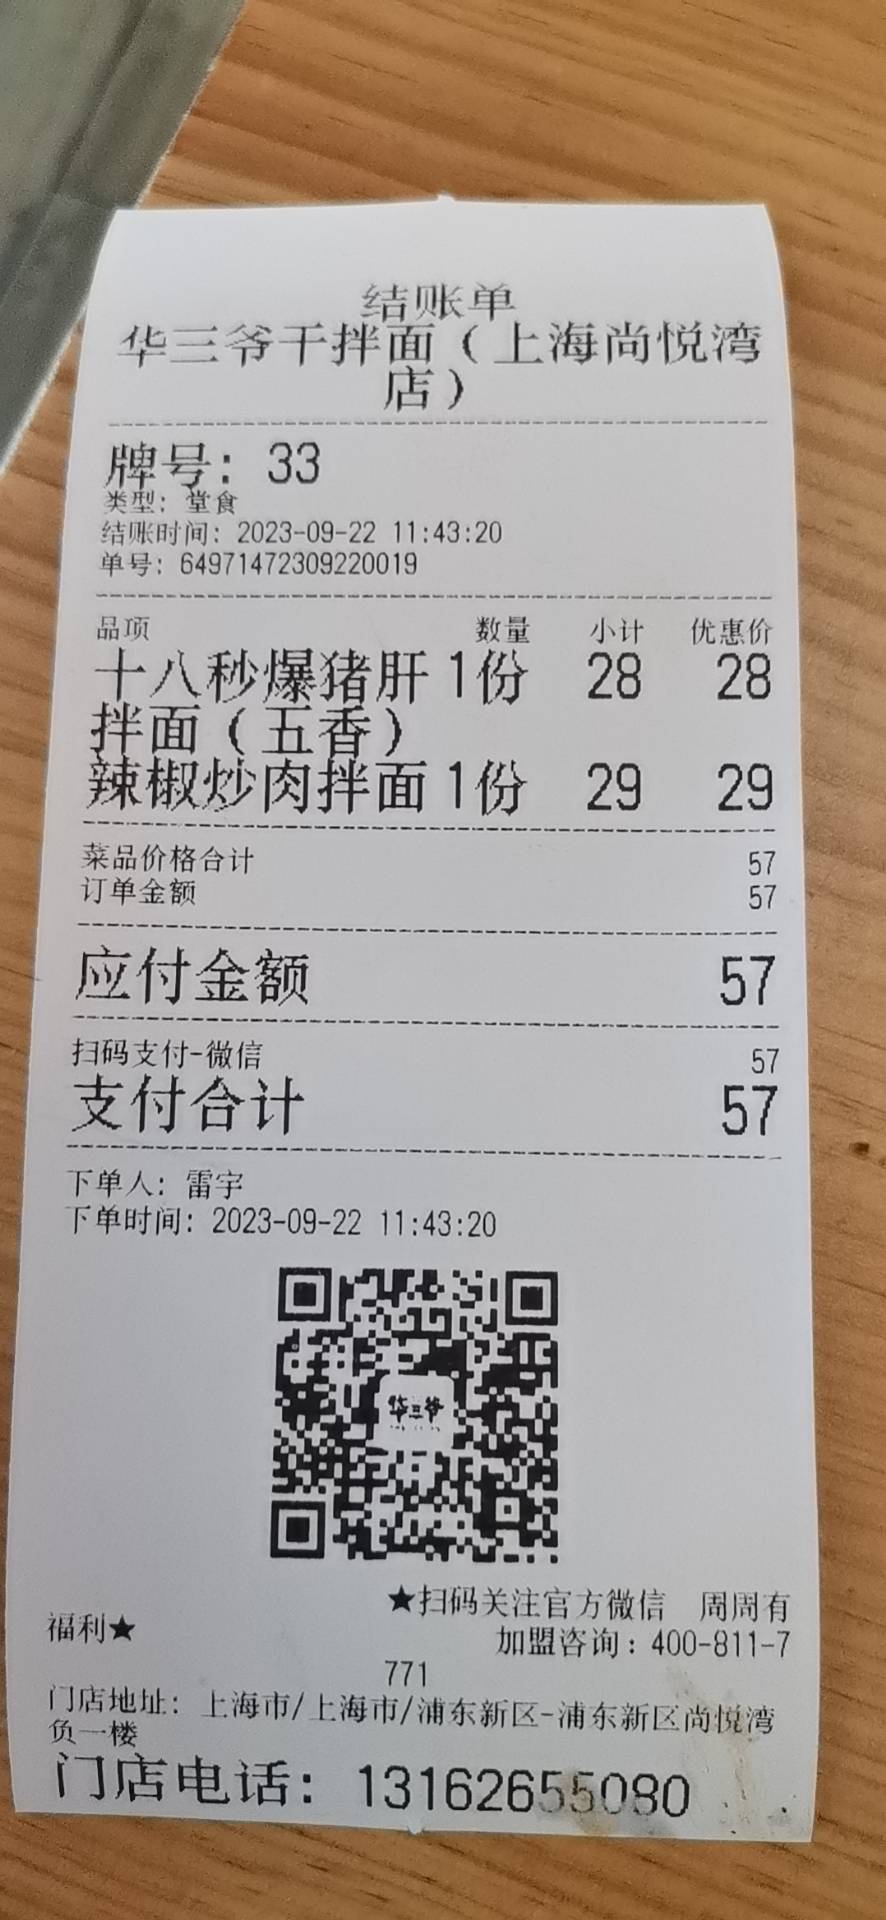 结账单
华三爷干拌面（上海尚悦湾
店）
牌号：33
类型：堂食
结账时间：2023-09-22 11:43:20
单号：64971472309220019
品项 数量 小计 优惠价
十八秒爆猪肝 1份 28 28
拌面（五香）
辣椒炒肉拌面 1份 29 29
菜品价格合计 57
订单金额 57
应付金额 57
扫码支付-微信 57
支付合计 57
下单人：雷宇
下单时间：2023-09-22 11:43:20
华三爷
★扫码关注官方微信 周周有
福利★
加盟咨询：400-811-7
771
门店地址：上海市/上海市/浦东新区-浦东新区尚悦湾
负一楼
门店电话：13162655080